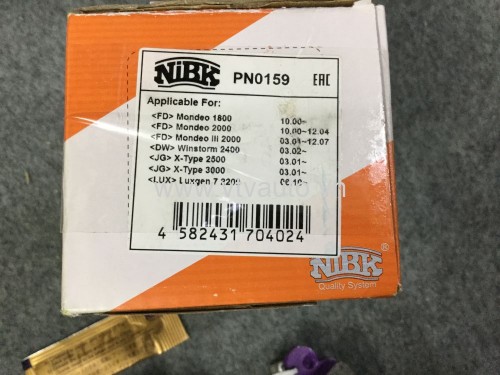 NiBK PN0159 EAC
Applicable For:
<FD> Mondeo 1800 10.00~
<FD> Mondeo 2000 10.00~12.04
<FD> Mondeo III 2000 03.01~12.07
<DW> Winstorm 2400 03.02~
<JG> X-Type 2500 03.01~
<JG> X-Type 3000 03.01~
<LUX> Luxgen 7 2200
4 582431 704024
NiBK ®
Quality System